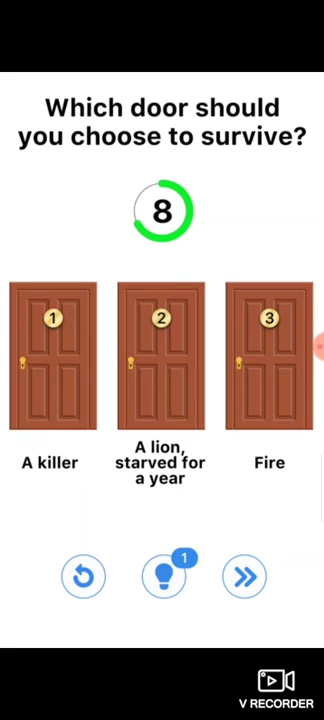 Which door should
you choose to survive?
8
1
2
3
A killer
A lion,
starved for
a year
Fire
1
V RECORDER